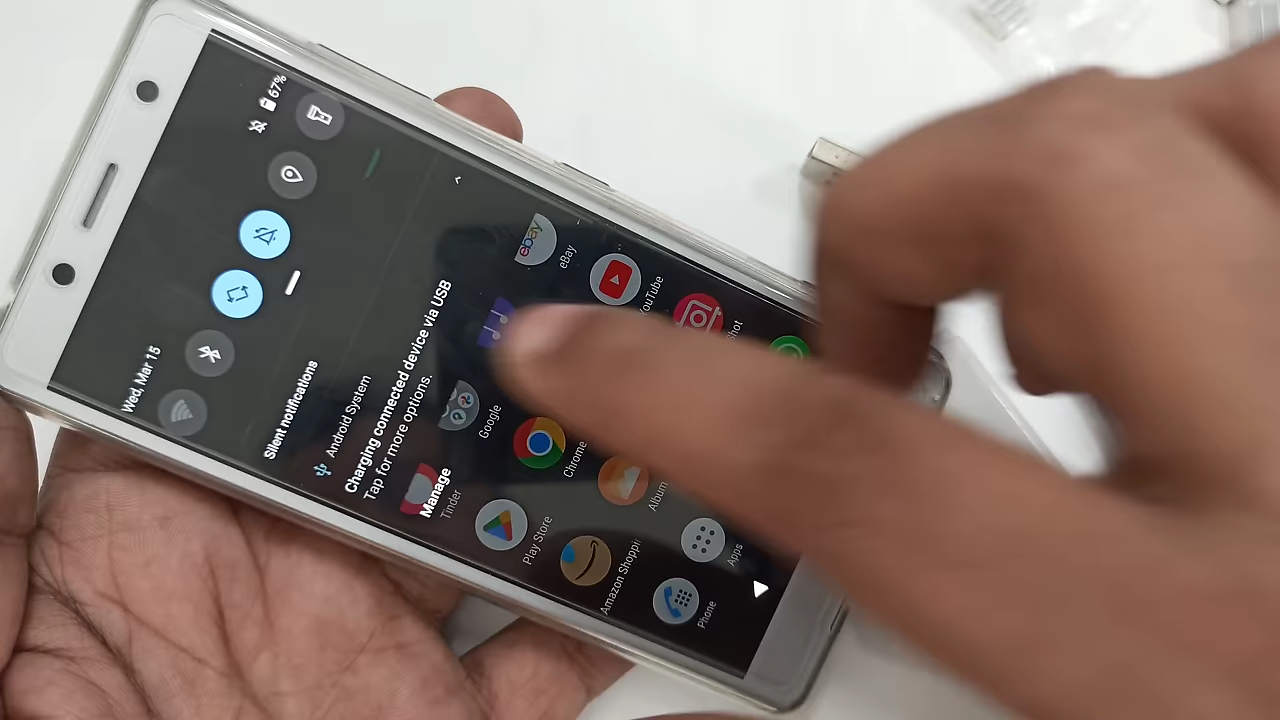 67%
Wed, Mar 15
Silent notifications
Android System
Charging connected device via USB
Tap for more options.
Manage
ebay
eBay
YouTube
Google
Chrome
Tinder
Play Store
Album
Amazon Shoppi
Apps
Phone